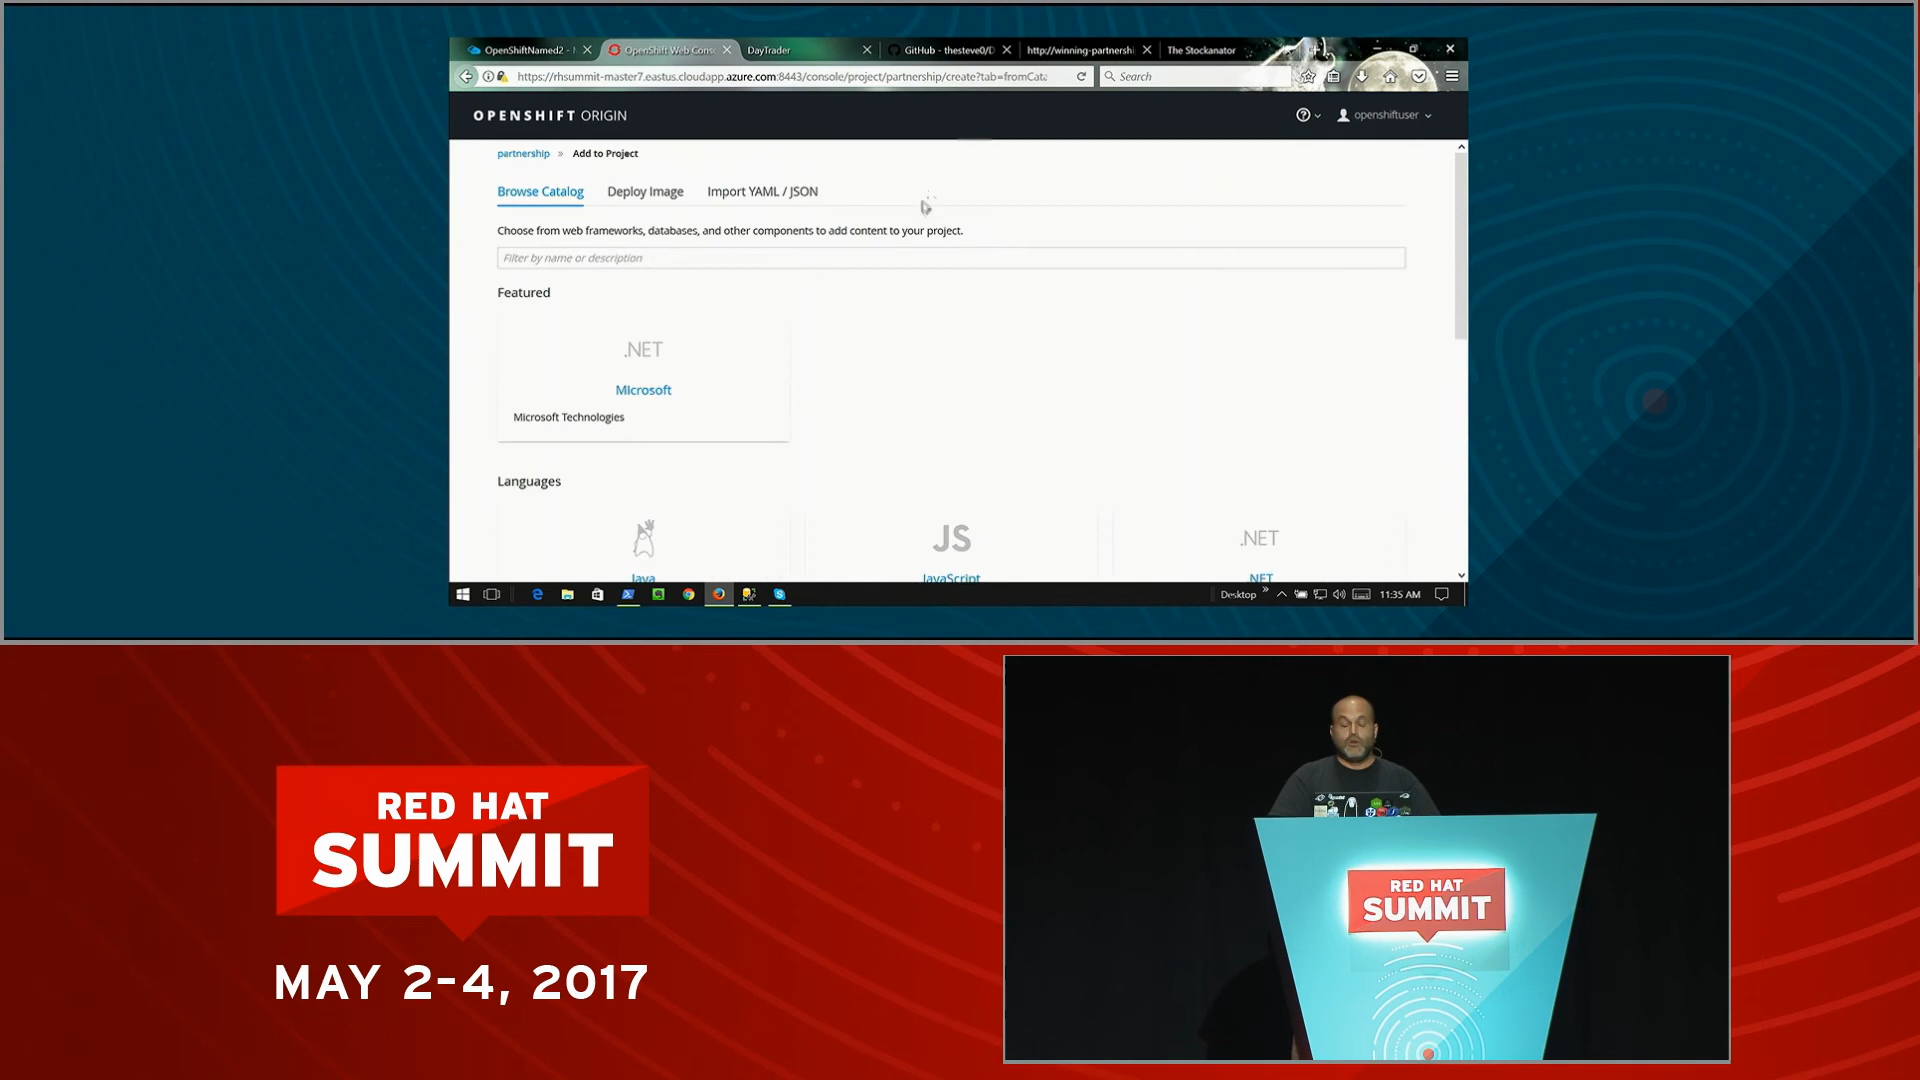 OpenShiftNamed2 -
OpenShift Web Conso
DayTrader
GitHub - thesteve0/D
http://winning-partnershi
The Stockanator
https://rhsummit-master7.eastus.cloudapp.azure.com:8443/console/project/partnership/create?tab=fromCata
Search
OPENSHIFT ORIGIN
openshiftuser
partnership » Add to Project
Browse Catalog
Deploy Image
Import YAML / JSON
Choose from web frameworks, databases, and other components to add content to your project.
Filter by name or description
Featured
.NET
MIcrosoft
Microsoft Technologies
Languages
JS
.NET
Java
JavaScript
.NET
Desktop
11:35 AM
RED HAT
SUMMIT
MAY 2-4, 2017
RED HAT
SUMMIT